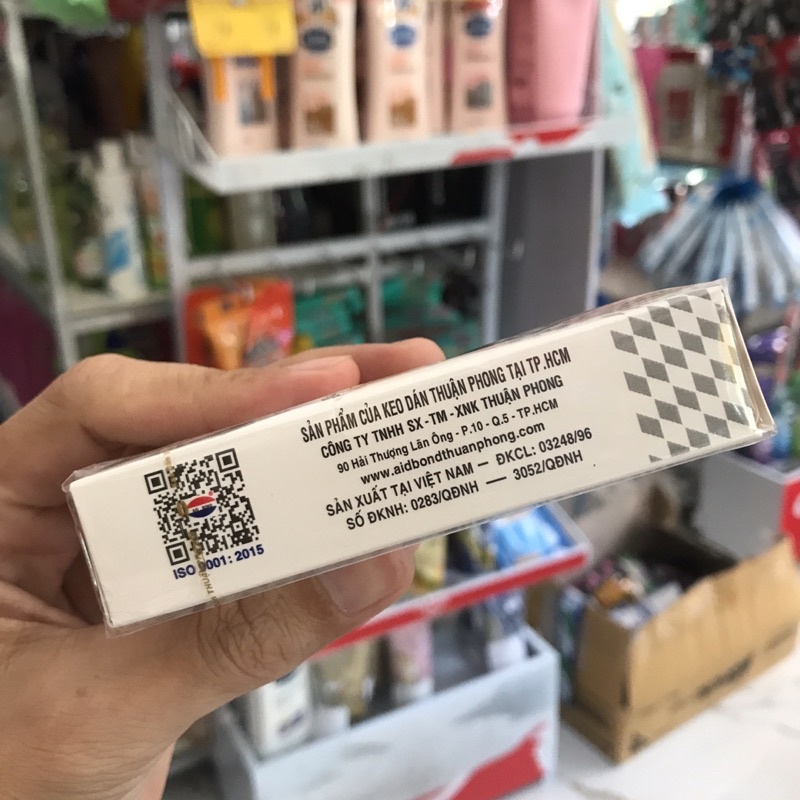 SẢN PHẨM CỦA KEO DÁN THUẬN PHONG TẠI TP .HCM
CÔNG TY TNHH SX - TM -XNK THUẬN PHONG
90 Hải Thượng Lãn Ông - P.10 - Q.5 - TP.HCM
www.aidbondthuanphong.com
SẢN XUẤT TẠI VIỆT NAM — ĐKCL: 03248/96
SỐ ĐKNH: 0283/QĐNH — 3052/QĐNH
ISO 9001: 2015